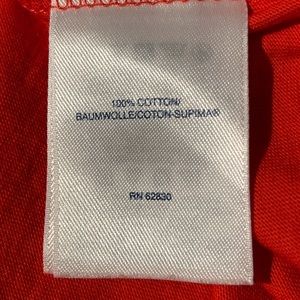 100% COTTON/
BAUMWOLLE/COTON-SUPIMA®
RN 62830